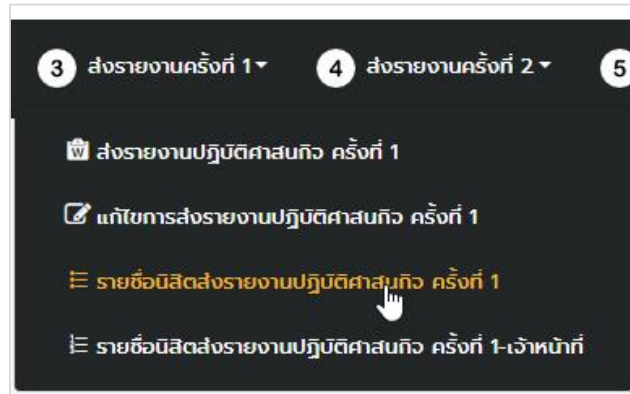 3 ส่งรายงานครั้งที่ 1 4 ส่งรายงานครั้งที่ 2 5
ส่งรายงานปฏิบัติศาสนกิจ ครั้งที่ 1
แก้ไขการส่งรายงานปฏิบัติศาสนกิจ ครั้งที่ 1
รายชื่อนิสิตส่งรายงานปฏิบัติศาสนกิจ ครั้งที่ 1
รายชื่อนิสิตส่งรายงานปฏิบัติศาสนกิจ ครั้งที่ 1-เจ้าหน้าที่